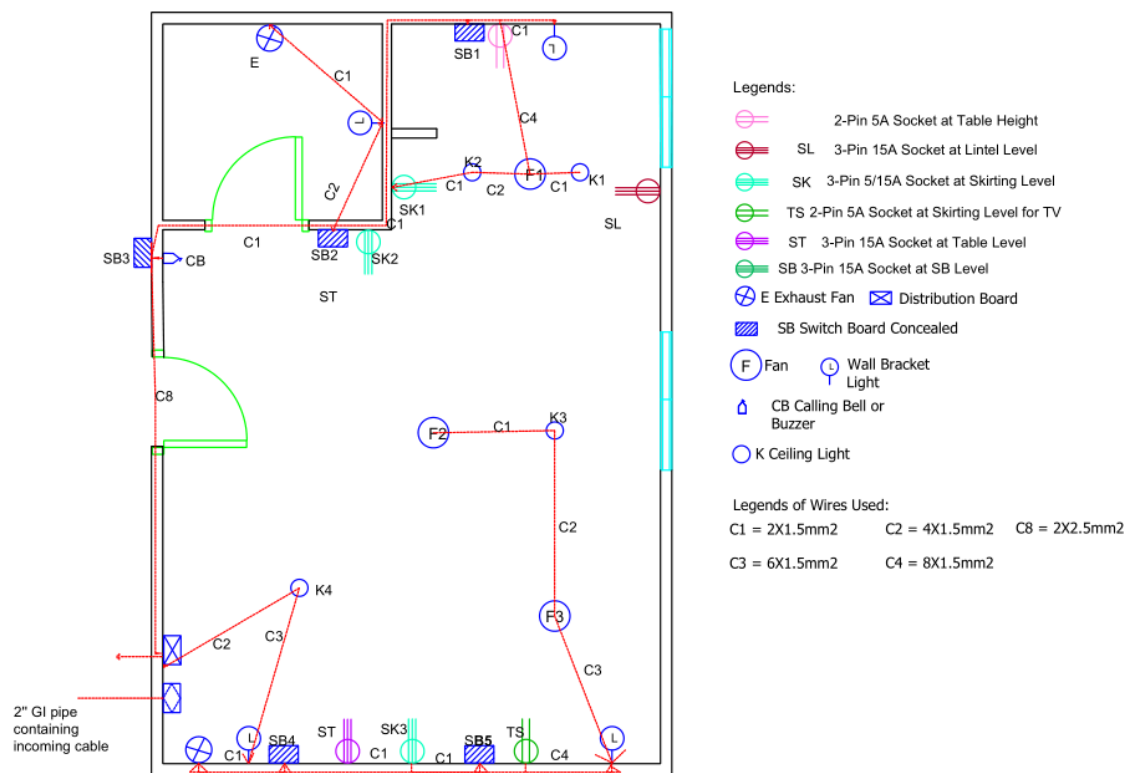 C1
SB1
L
E
C1
C4
L
K2
F1
C1
C2
C1
K1
SK1
C2
SL
C1
C1
SB2
SK2
SB3
CB
ST
C8
F2
C1
K3
C2
K4
C2
C3
F3
C3
2" GI pipe
containing
incoming cable
L
C1
SB4
ST
C1
SK3
C1
SB5
TS
C4
L
Legends:
2-Pin 5A Socket at Table Height
SL 3-Pin 15A Socket at Lintel Level
SK 3-Pin 5/15A Socket at Skirting Level
TS 2-Pin 5A Socket at Skirting Level for TV
ST 3-Pin 15A Socket at Table Level
SB 3-Pin 15A Socket at SB Level
E Exhaust Fan
Distribution Board
SB Switch Board Concealed
F Fan
L Wall Bracket
Light
CB Calling Bell or
Buzzer
K Ceiling Light
Legends of Wires Used:
C1 = 2X1.5mm2 C2 = 4X1.5mm2 C8 = 2X2.5mm2
C3 = 6X1.5mm2 C4 = 8X1.5mm2